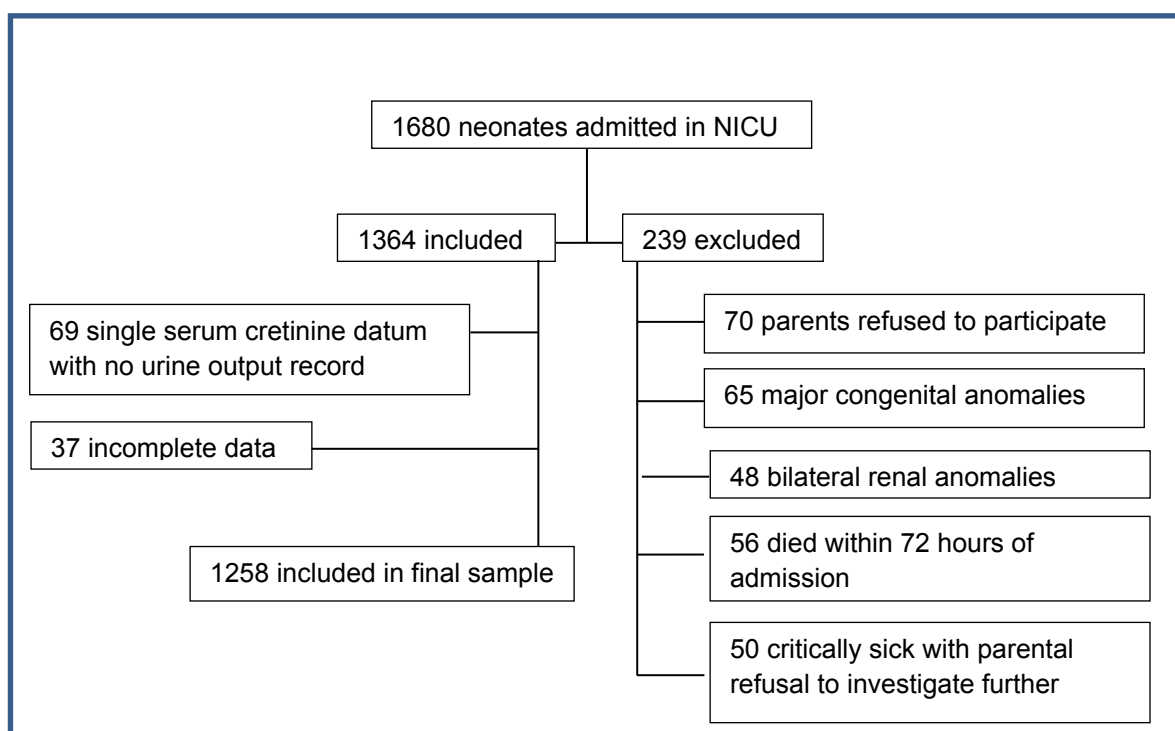 1680 neonates admitted in NICU
1364 included
239 excluded
69 single serum cretinine datum
with no urine output record
37 incomplete data
1258 included in final sample
70 parents refused to participate
65 major congenital anomalies
48 bilateral renal anomalies
56 died within 72 hours of
admission
50 critically sick with parental
refusal to investigate further